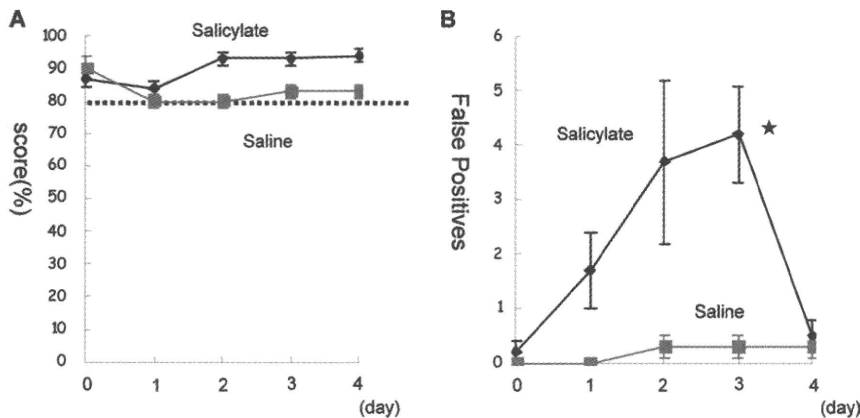 A
Salicylate
score(%)
100
90
80
70
60
50
40
30
20
10
0
Saline
0 1 2 3 4
(day)
B
False Positives
6
5
4
3
2
1
0
Salicylate
★
Saline
0 1 2 3 4
(day)